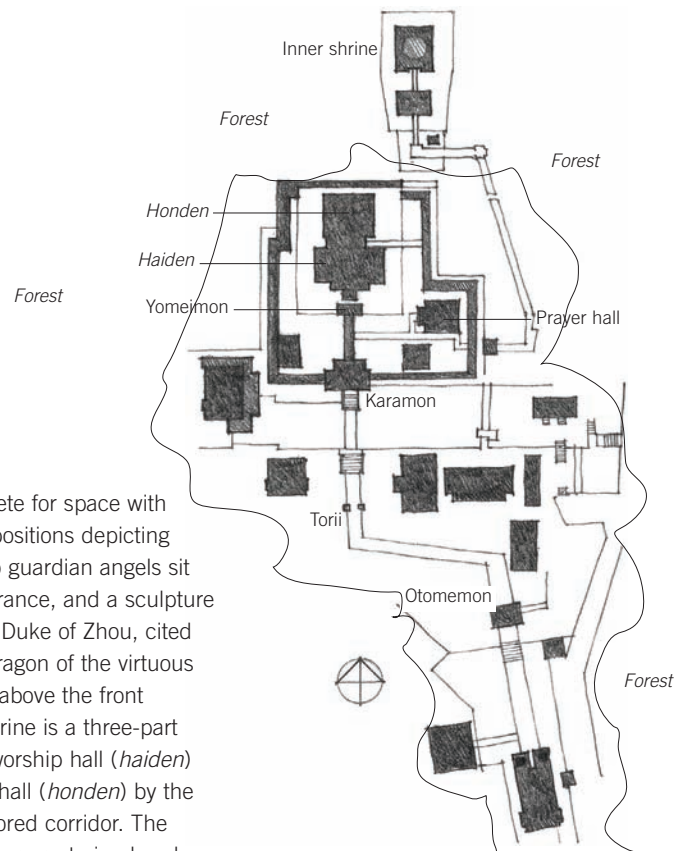 Inner shrine
Forest
Forest
Honden
Haiden
Forest
Yomeimon
Prayer hall
Karamon
ete for space with
positions depicting
Torii
o guardian angels sit
rance, and a sculpture
Otomemon
Duke of Zhou, cited
ragon of the virtuous
above the front
Forest
rine is a three-part
vorship hall (haiden)
hall (honden) by the
ored corridor. The